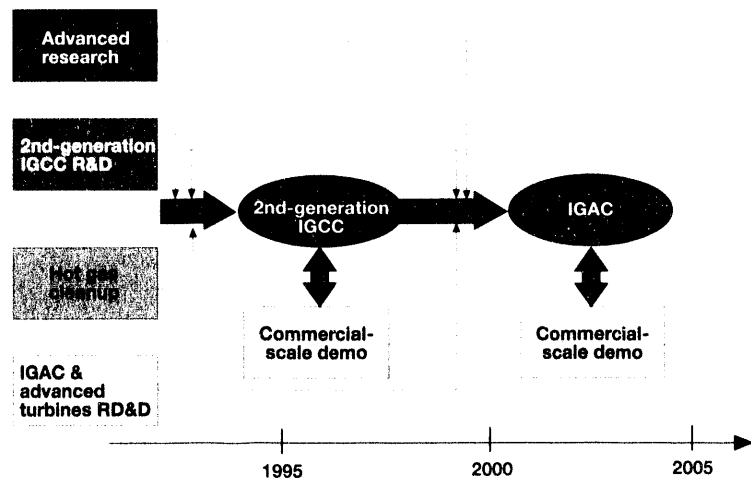 Advanced
research
2nd-generation
IGCC R&D
2nd-generation
IGCC
IGAC
Hot gas
cleanup
Commercial-
scale demo
Commercial-
scale demo
IGAC &
advanced
turbines RD&D
1995
2000
2005